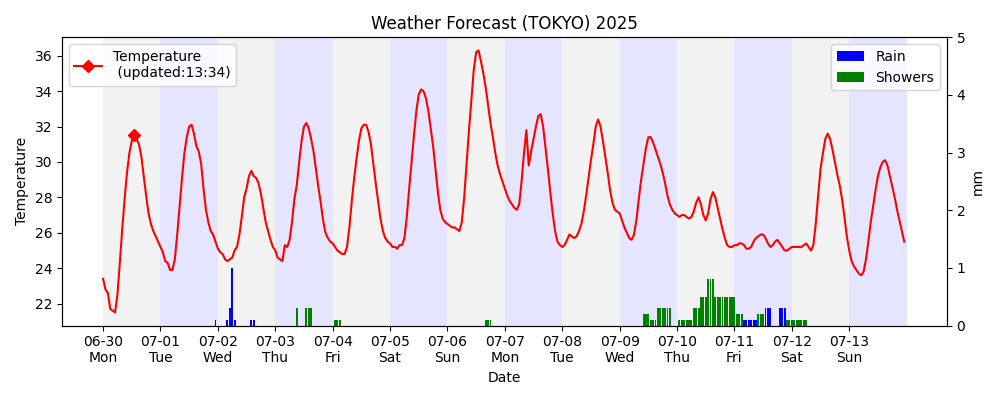 Weather Forecast (TOKYO) 2025
Temperature
(updated:13:34)
Rain
Showers
Temperature
36
34
32
30
28
26
24
22
5
4
3
2
1
0
mm
06-30 07-01 07-02 07-03 07-04 07-05 07-06 07-07 07-08 07-09 07-10 07-11 07-12 07-13
Mon Tue Wed Thu Fri Sat Sun Mon Tue Wed Thu Fri Sat Sun
Date